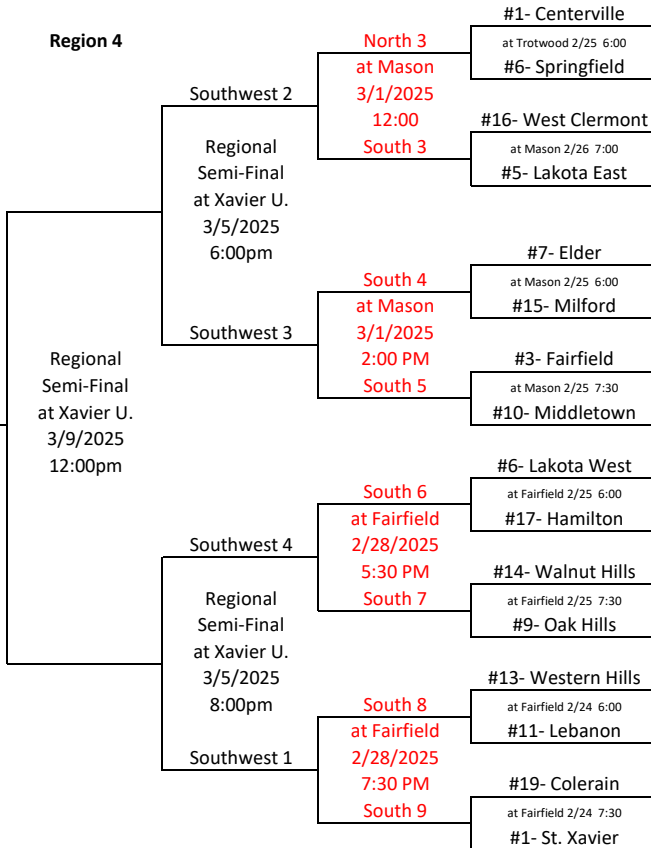 Region 4
#1- Centerville
at Trotwood 2/25 6:00
#6- Springfield
North 3
at Mason
3/1/2025
12:00
South 3
#16- West Clermont
at Mason 2/26 7:00
#5- Lakota East
Southwest 2
Regional
Semi-Final
at Xavier U.
3/5/2025
6:00pm
#7- Elder
at Mason 2/25 6:00
#15- Milford
South 4
at Mason
3/1/2025
2:00 PM
South 5
Southwest 3
#3- Fairfield
at Mason 2/25 7:30
#10- Middletown
Regional
Semi-Final
at Xavier U.
3/9/2025
12:00pm
#6- Lakota West
at Fairfield 2/25 6:00
#17- Hamilton
South 6
at Fairfield
2/28/2025
5:30 PM
South 7
Southwest 4
#14- Walnut Hills
at Fairfield 2/25 7:30
#9- Oak Hills
Regional
Semi-Final
at Xavier U.
3/5/2025
8:00pm
#13- Western Hills
at Fairfield 2/24 6:00
#11- Lebanon
South 8
at Fairfield
2/28/2025
7:30 PM
South 9
Southwest 1
#19- Colerain
at Fairfield 2/24 7:30
#1- St. Xavier